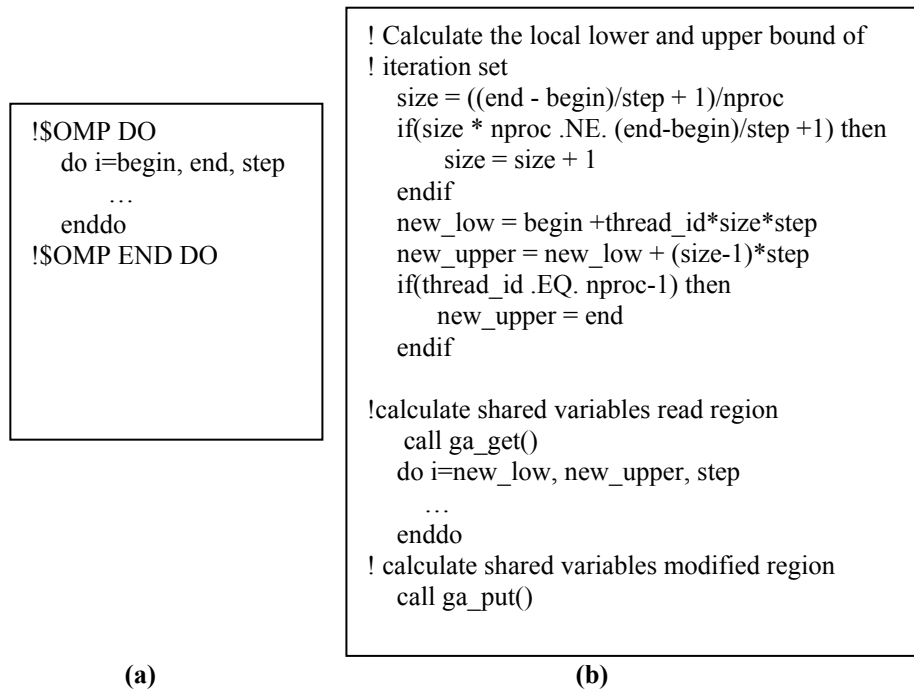 !$OMP DO
do i=begin, end, step
…
enddo
!$OMP END DO
(a)
! Calculate the local lower and upper bound of
! iteration set
size = ((end - begin)/step + 1)/nproc
if(size * nproc .NE. (end-begin)/step +1) then
size = size + 1
endif
new_low = begin +thread_id*size*step
new_upper = new_low + (size-1)*step
if(thread_id .EQ. nproc-1) then
new_upper = end
endif
!calculate shared variables read region
call ga_get()
do i=new_low, new_upper, step
…
enddo
! calculate shared variables modified region
call ga_put()
(b)